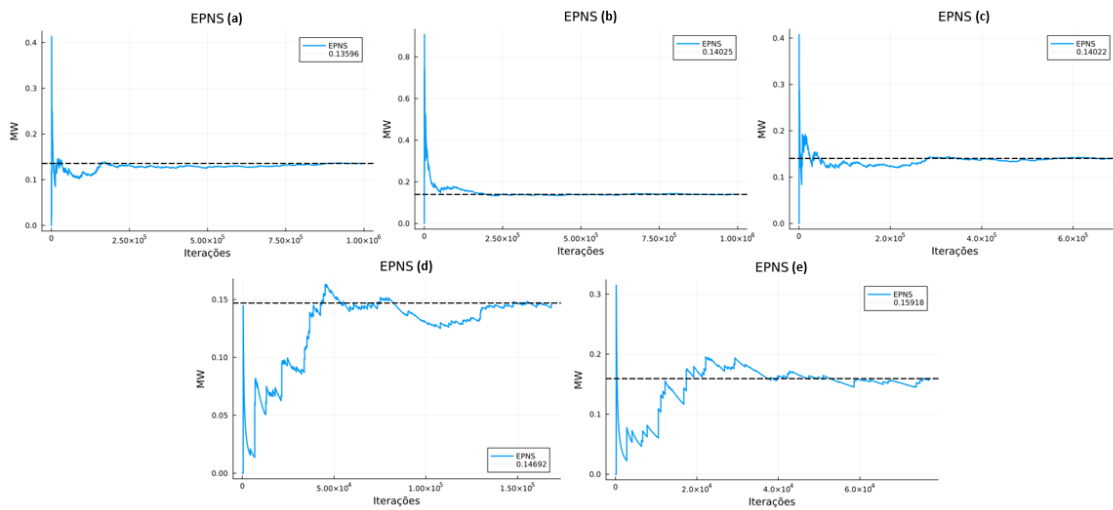 EPNS (a)
0.4
0.3
0.2
0.1
0.0
MW
EPNS
0.13596
0
2.50×10⁵
5.00×10⁵
7.50×10⁵
1.00×10⁶
Iterações
EPNS (b)
0.8
0.6
0.4
0.2
0.0
MW
EPNS
0.14025
0
2.50×10⁵
5.00×10⁵
7.50×10⁵
1.00×10⁶
Iterações
EPNS (c)
0.4
0.3
0.2
0.1
0.0
MW
EPNS
0.14022
0
2.0×10⁵
4.0×10⁵
6.0×10⁵
Iterações
EPNS (d)
0.15
0.10
0.05
0.00
MW
EPNS
0.14692
0
5.00×10⁴
1.00×10⁵
1.50×10⁵
Iterações
EPNS (e)
0.3
0.2
0.1
0.0
MW
EPNS
0.15918
0
2.0×10⁴
4.0×10⁴
6.0×10⁴
Iterações